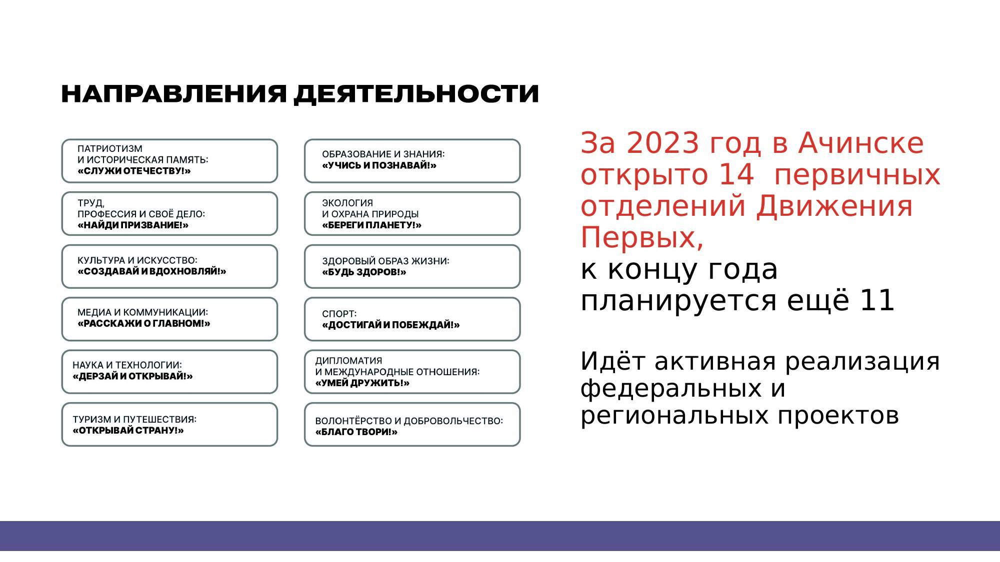 НАПРАВЛЕНИЯ ДЕЯТЕЛЬНОСТИ
ПАТРИОТИЗМ
И ИСТОРИЧЕСКАЯ ПАМЯТЬ:
«СЛУЖИ ОТЕЧЕСТВУ!»
ОБРАЗОВАНИЕ И ЗНАНИЯ:
«УЧИСЬ И ПОЗНАВАЙ!»
ТРУД,
ПРОФЕССИЯ И СВОЁ ДЕЛО:
«НАЙДИ ПРИЗВАНИЕ!»
ЭКОЛОГИЯ
И ОХРАНА ПРИРОДЫ
«БЕРЕГИ ПЛАНЕТУ!»
КУЛЬТУРА И ИСКУССТВО:
«СОЗДАВАЙ И ВДОХНОВЛЯЙ!»
ЗДОРОВЫЙ ОБРАЗ ЖИЗНИ:
«БУДЬ ЗДОРОВ!»
МЕДИА И КОММУНИКАЦИИ:
«РАССКАЖИ О ГЛАВНОМ!»
СПОРТ:
«ДОСТИГАЙ И ПОБЕЖДАЙ!»
НАУКА И ТЕХНОЛОГИИ:
«ДЕРЗАЙ И ОТКРЫВАЙ!»
ДИПЛОМАТИЯ
И МЕЖДУНАРОДНЫЕ ОТНОШЕНИЯ:
«УМЕЙ ДРУЖИТЬ!»
ТУРИЗМ И ПУТЕШЕСТВИЯ:
«ОТКРЫВАЙ СТРАНУ!»
ВОЛОНТЁРСТВО И ДОБРОВОЛЬЧЕСТВО:
«БЛАГО ТВОРИ!»
За 2023 год в Ачинске
открыто 14  первичных
отделений Движения
Первых,
к концу года
планируется ещё 11
Идёт активная реализация
федеральных и
региональных проектов